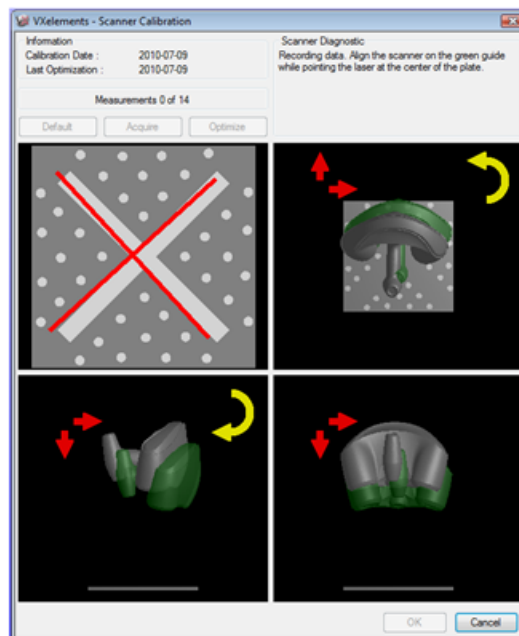 VXelements - Scanner Calibration
Information
Calibration Date : 2010-07-09
Last Optimization : 2010-07-09
Measurements 0 of 14
Default Acquire Optimize
Scanner Diagnostic
Recording data. Align the scanner on the green guide
while pointing the laser at the center of the plate.
OK Cancel